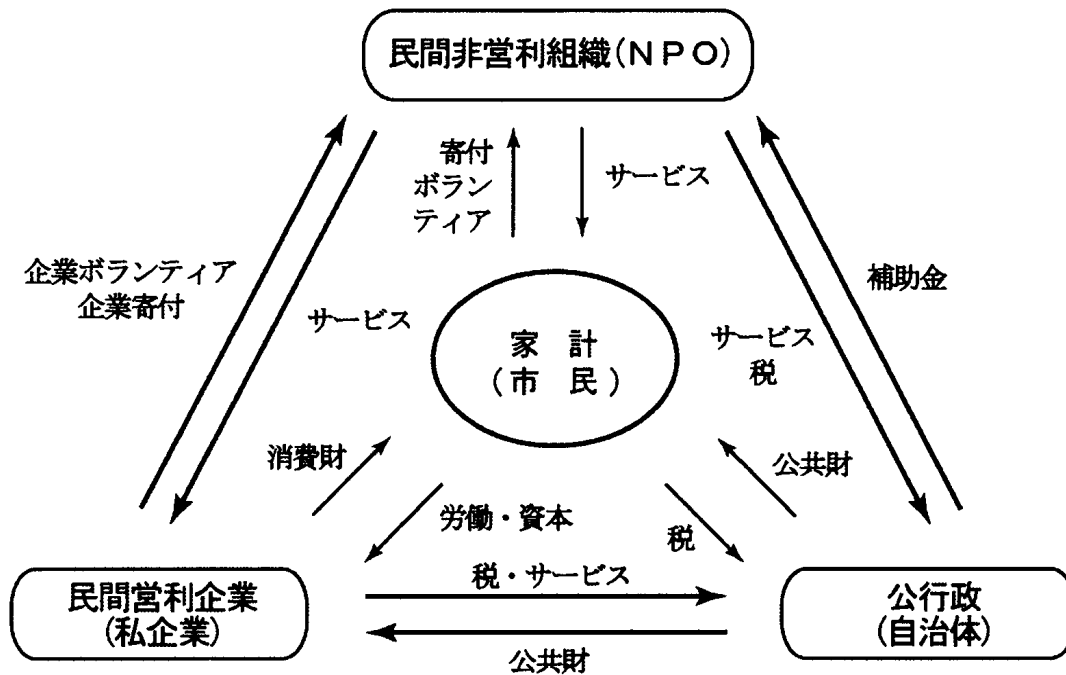 民間非営利組織(NPO)
寄付
ボラン
ティア
サービス
企業ボランティア
企業寄付
サービス
家 計
(市 民)
サービス
税
補助金
消費財
公共財
労働・資本
税
税・サービス
民間営利企業
(私企業)
公行政
(自治体)
公共財